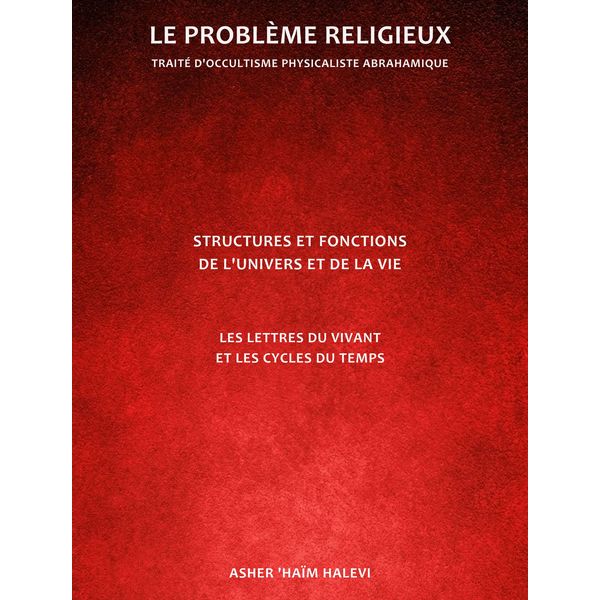 LE PROBLÈME RELIGIEUX
TRAITÉ D'OCCULTISME PHYSICALISTE ABRAHAMIQUE
STRUCTURES ET FONCTIONS
DE L'UNIVERS ET DE LA VIE
LES LETTRES DU VIVANT
ET LES CYCLES DU TEMPS
ASHER 'HAÏM HALEVI